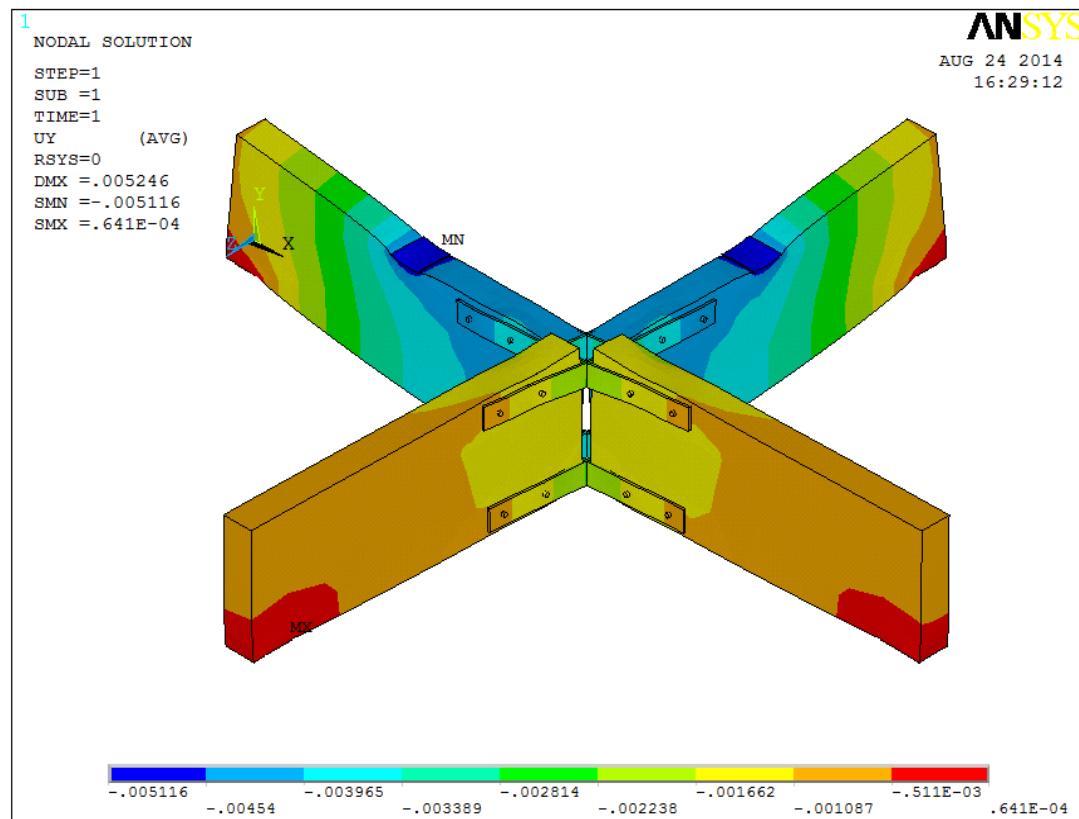 1
ANSYS
NODAL SOLUTION
AUG 24 2014
16:29:12
STEP=1
SUB =1
TIME=1
UY (AVG)
RSYS=0
DMX =.005246
SMN =-.005116
SMX =.641E-04
Y
Z
X
MN
MX
-.005116 -.003965 -.002814 -.001662 -.511E-03
-.00454 -.003389 -.002238 -.001087 .641E-04